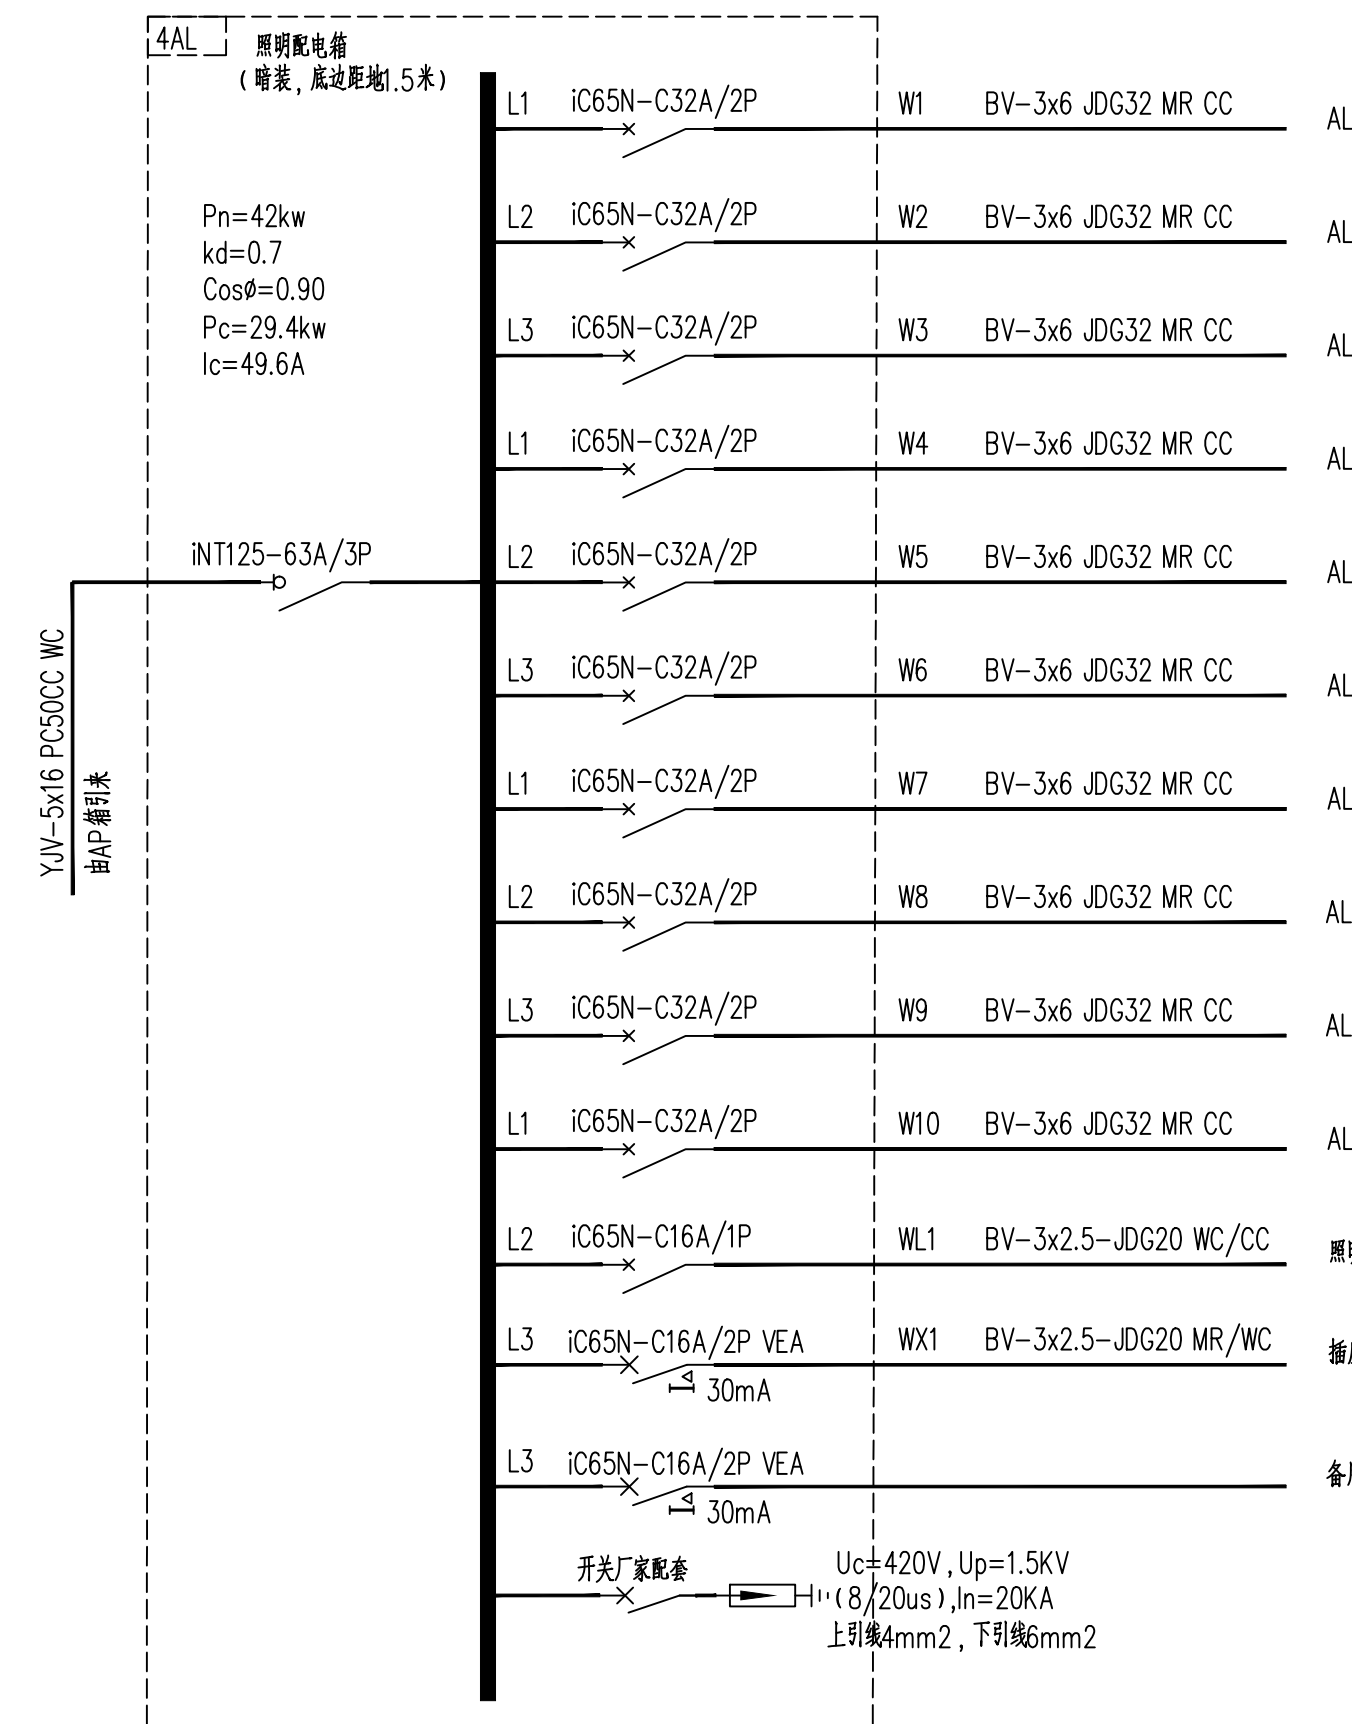 4AL
照明配电箱
(暗装,底边距地1.5米)
Pn=42kw
kd=0.7
CosØ=0.90
Pc=29.4kw
Ic=49.6A
iNT125-63A/3P
YJV-5x16 PC50CC WC
由AP箱引来
L1 iC65N-C32A/2P W1 BV-3x6 JDG32 MR CC AL
L2 iC65N-C32A/2P W2 BV-3x6 JDG32 MR CC AL
L3 iC65N-C32A/2P W3 BV-3x6 JDG32 MR CC AL
L1 iC65N-C32A/2P W4 BV-3x6 JDG32 MR CC AL
L2 iC65N-C32A/2P W5 BV-3x6 JDG32 MR CC AL
L3 iC65N-C32A/2P W6 BV-3x6 JDG32 MR CC AL
L1 iC65N-C32A/2P W7 BV-3x6 JDG32 MR CC AL
L2 iC65N-C32A/2P W8 BV-3x6 JDG32 MR CC AL
L3 iC65N-C32A/2P W9 BV-3x6 JDG32 MR CC AL
L1 iC65N-C32A/2P W10 BV-3x6 JDG32 MR CC AL
L2 iC65N-C16A/1P WL1 BV-3x2.5-JDG20 WC/CC 照
L3 iC65N-C16A/2P VEA WX1 BV-3x2.5-JDG20 MR/WC 插
30mA
L3 iC65N-C16A/2P VEA 备
30mA
开关厂家配套
Uc=420V,Up=1.5KV
(8/20us),In=20KA
上引线4mm2,下引线6mm2